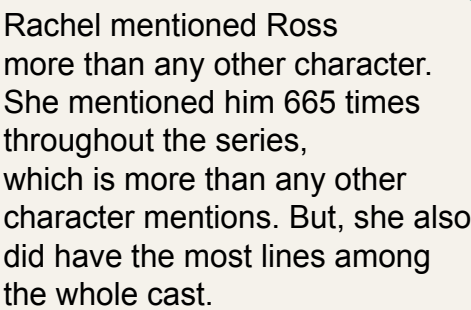 Rachel mentioned Ross
more than any other character.
She mentioned him 665 times
throughout the series,
which is more than any other
character mentions. But, she also
did have the most lines among
the whole cast.